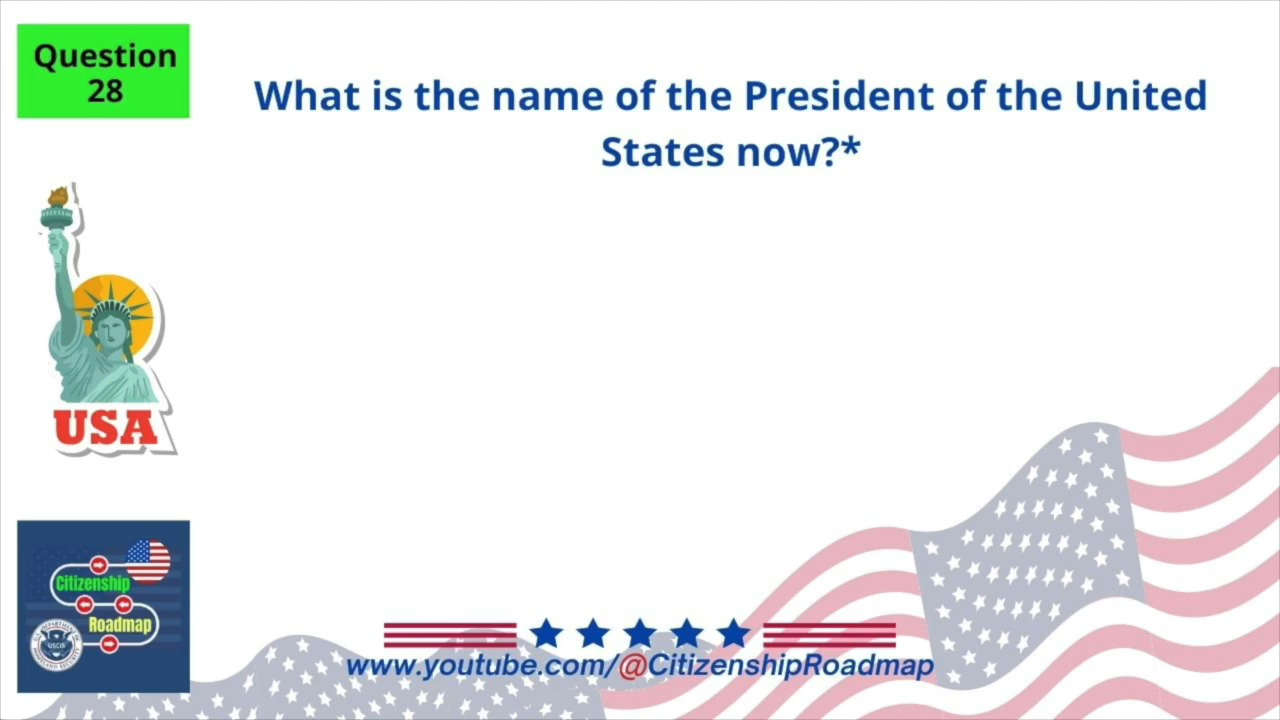 Question
28
What is the name of the President of the United
States now?*
USA
Citizenship
Roadmap
USCIS
www.youtube.com/@CitizenshipRoadmap